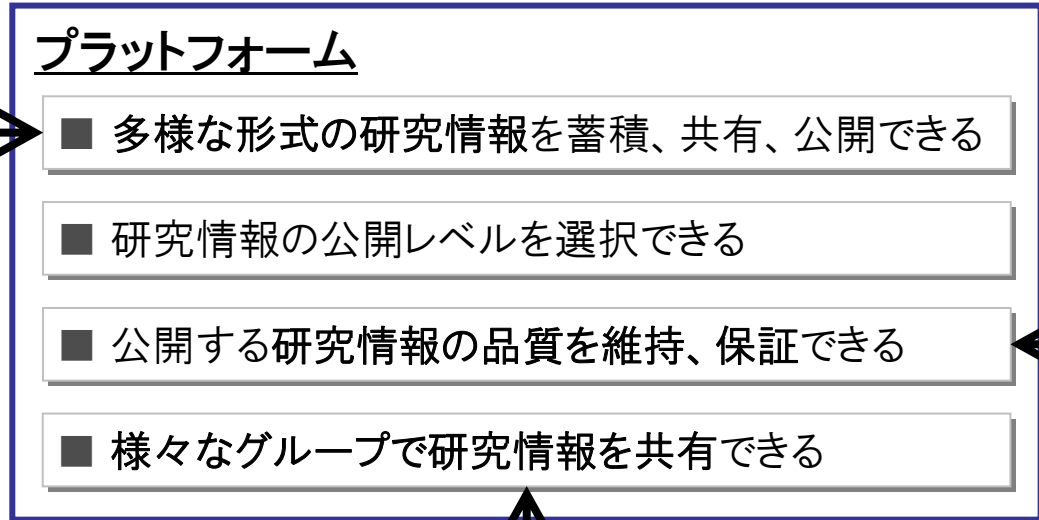 プラットフォーム
■ 多様な形式の研究情報を蓄積、共有、公開できる
■ 研究情報の公開レベルを選択できる
■ 公開する研究情報の品質を維持、保証できる
■ 様々なグループで研究情報を共有できる